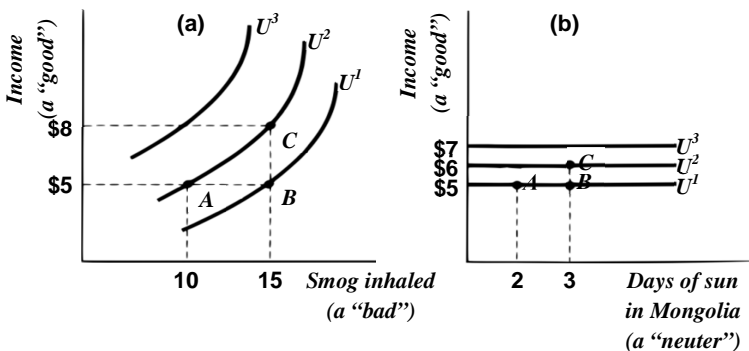 (a)
Income
(a "good")
U³
U²
U¹
$8
$5
A
B
C
10 15
Smog inhaled
(a "bad")
(b)
Income
(a "good")
$7
$6
$5
U³
U²
U¹
A
B
C
2 3
Days of sun
in Mongolia
(a "neuter")